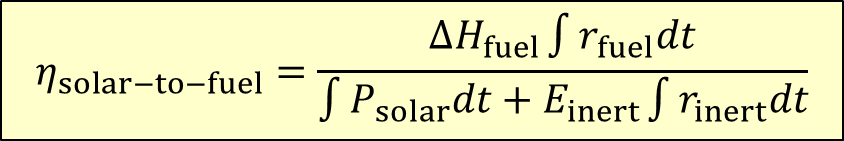 η_solar−to−fuel = ΔH_fuel ∫ r_fuel dt / ∫ P_solar dt + E_inert ∫ r_inert dt